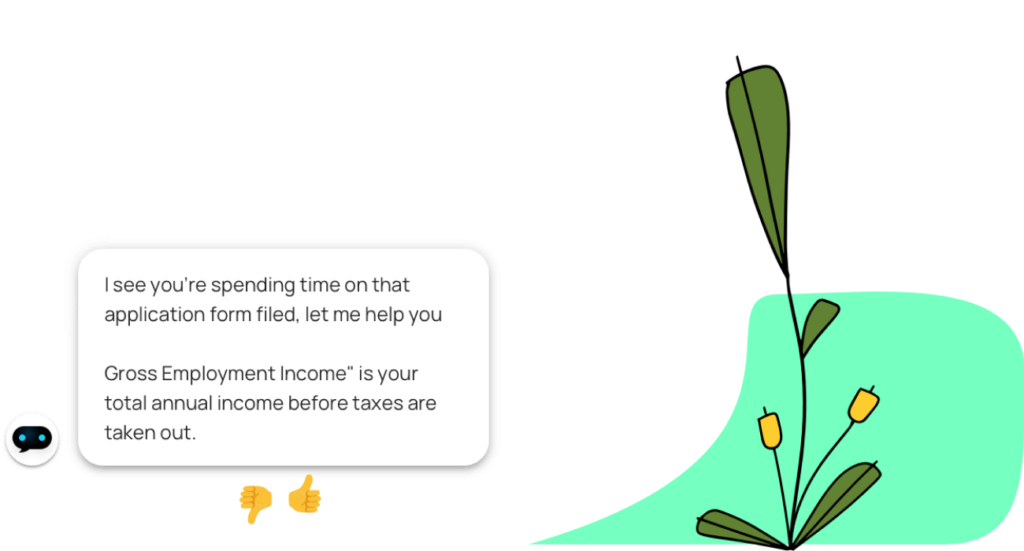 I see you're spending time on that
application form filed, let me help you
Gross Employment Income" is your
total annual income before taxes are
taken out.